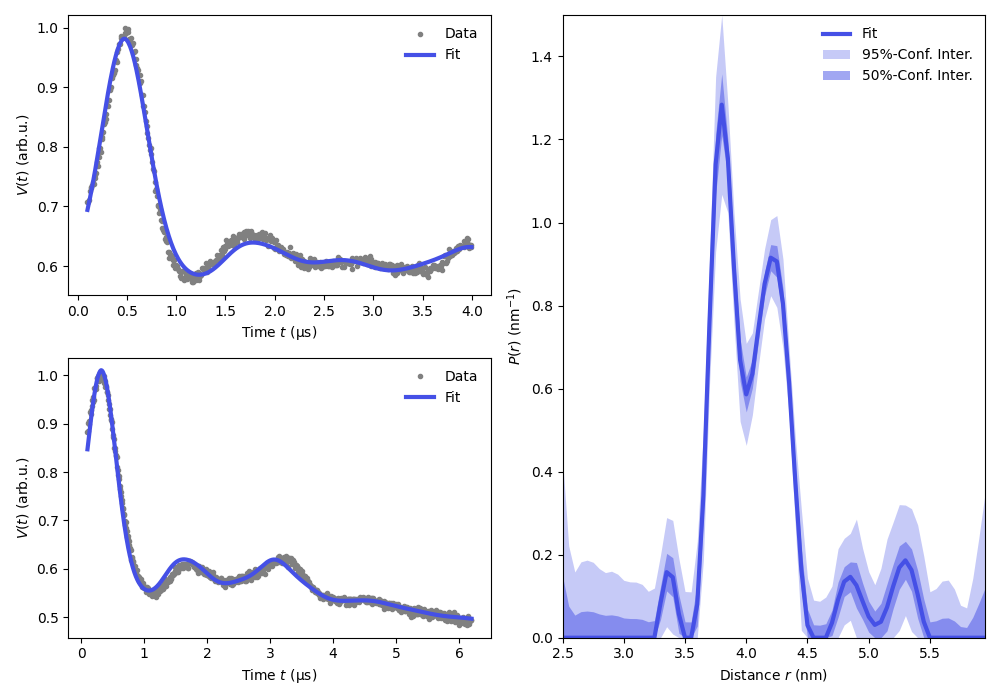 V(t) (arb.u.)
1.0
0.9
0.8
0.7
0.6
Data
Fit
0.0 0.5 1.0 1.5 2.0 2.5 3.0 3.5 4.0
Time t (μs)
V(t) (arb.u.)
1.0
0.9
0.8
0.7
0.6
0.5
Data
Fit
0 1 2 3 4 5 6
Time t (μs)
P(r) (nm⁻¹)
1.4
1.2
1.0
0.8
0.6
0.4
0.2
0.0
Fit
95%-Conf. Inter.
50%-Conf. Inter.
2.5 3.0 3.5 4.0 4.5 5.0 5.5
Distance r (nm)